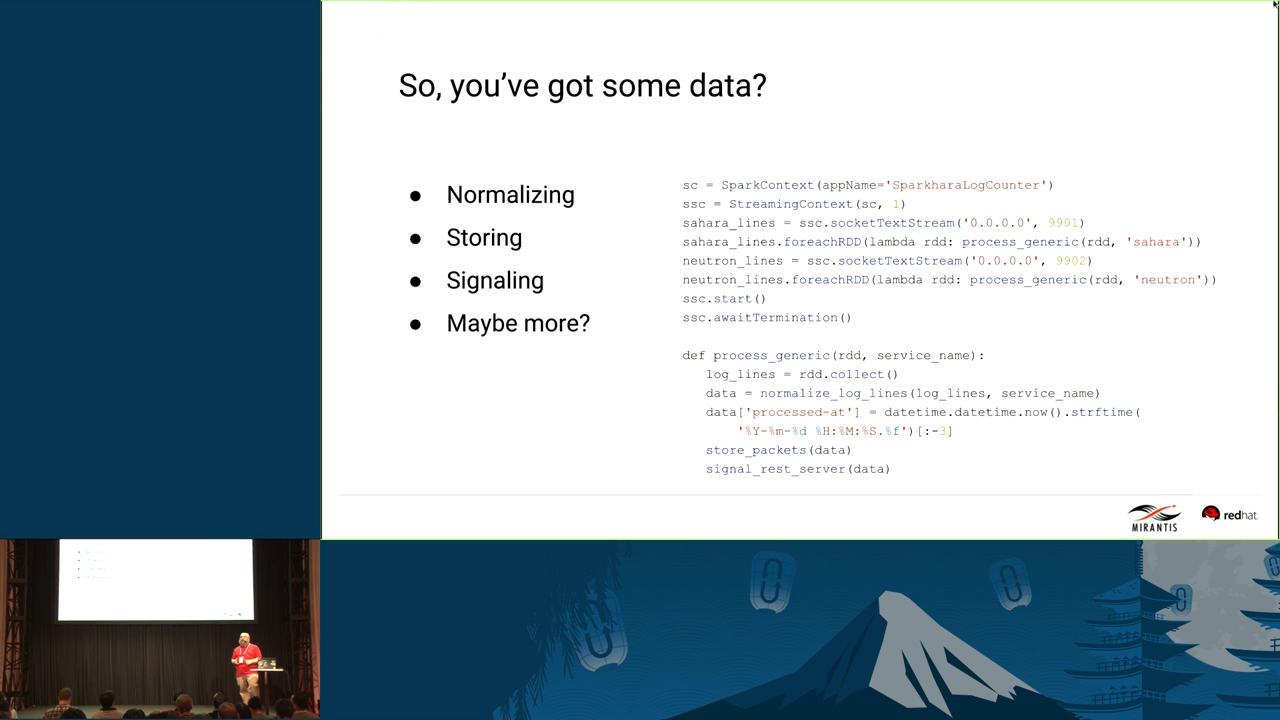 So, you've got some data?
● Normalizing
● Storing
● Signaling
● Maybe more?
sc = SparkContext(appName='SparkharaLogCounter')
ssc = StreamingContext(sc, 1)
sahara_lines = ssc.socketTextStream('0.0.0.0', 9901)
sahara_lines.foreachRDD(lambda rdd: process_generic(rdd, 'sahara'))
neutron_lines = ssc.socketTextStream('0.0.0.0', 9902)
neutron_lines.foreachRDD(lambda rdd: process_generic(rdd, 'neutron'))
ssc.start()
ssc.awaitTermination()
def process_generic(rdd, service_name):
log_lines = rdd.collect()
data = normalize_log_lines(log_lines, service_name)
data['processed-at'] = datetime.datetime.now().strftime(
'%Y-%m-%d %H:%M:%S.%f')[:-3]
store_packets(data)
signal_rest_server(data)
MIRANTIS
redhat.